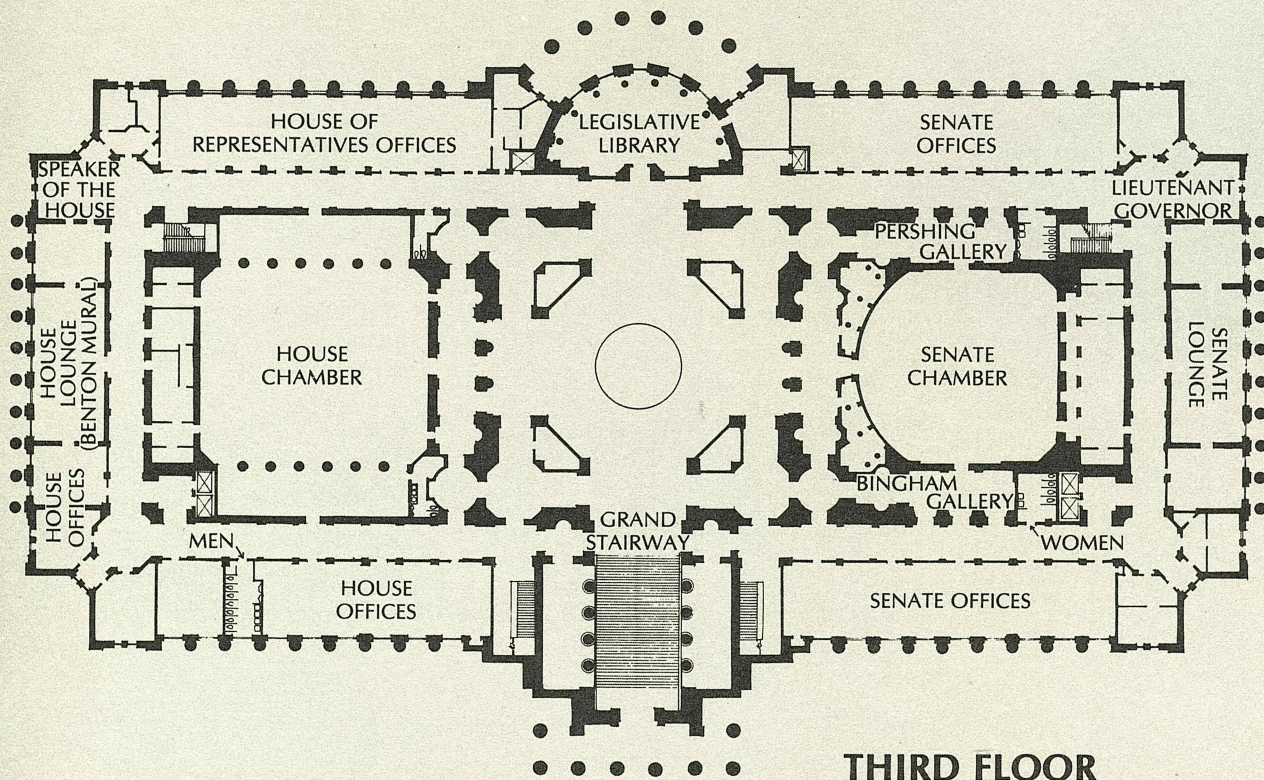 HOUSE OF
REPRESENTATIVES OFFICES
LEGISLATIVE
LIBRARY
SENATE
OFFICES
SPEAKER
OF THE
HOUSE
LIEUTENANT
GOVERNOR
PERSHING
GALLERY
HOUSE
LOUNGE
(BENTON MURAL)
HOUSE
CHAMBER
SENATE
CHAMBER
SENATE
LOUNGE
HOUSE
OFFICES
BINGHAM
GALLERY
GRAND
STAIRWAY
MEN
WOMEN
HOUSE
OFFICES
SENATE OFFICES
THIRD FLOOR